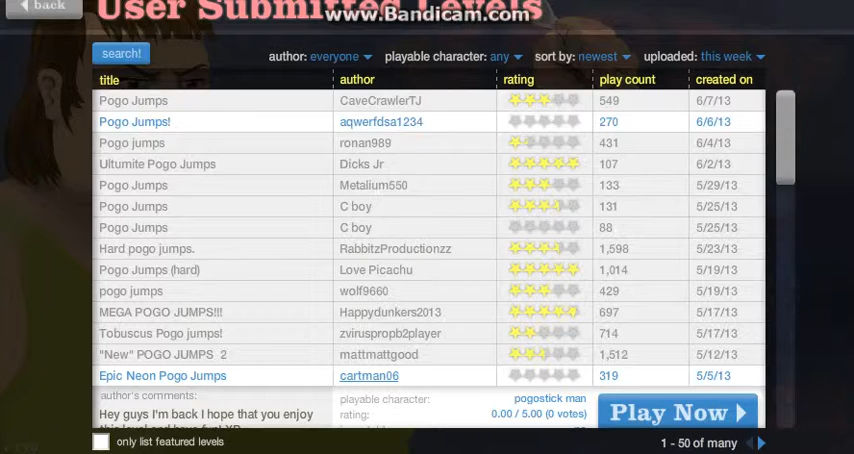 back
User Submitted Levels
www.Bandicam.com
search!
author: everyone playable character: any sort by: newest uploaded: this week
title author rating play count created on
Pogo Jumps CaveCrawlerTJ 549 6/7/13
Pogo Jumps! aqwerfdsa1234 270 6/6/13
Pogo jumps ronan989 431 6/4/13
Ultumite Pogo Jumps Dicks Jr 107 6/2/13
Pogo Jumps Metalium550 133 5/29/13
Pogo Jumps C boy 131 5/25/13
Pogo Jumps C boy 88 5/25/13
Hard pogo jumps. RabbitzProductionzz 1,598 5/23/13
Pogo Jumps (hard) Love Picachu 1,014 5/19/13
pogo jumps wolf9660 429 5/19/13
MEGA POGO JUMPS!!! Happydunkers2013 697 5/17/13
Tobuscus Pogo jumps! zviruspropb2player 714 5/17/13
"New" POGO JUMPS 2 mattmattgood 1,512 5/12/13
Epic Neon Pogo Jumps cartman06 319 5/5/13
author's comments: playable character: pogostick man
Hey guys I'm back I hope that you enjoy rating: 0.00 / 5.00 (0 votes)
Play Now
only list featured levels 1 - 50 of many